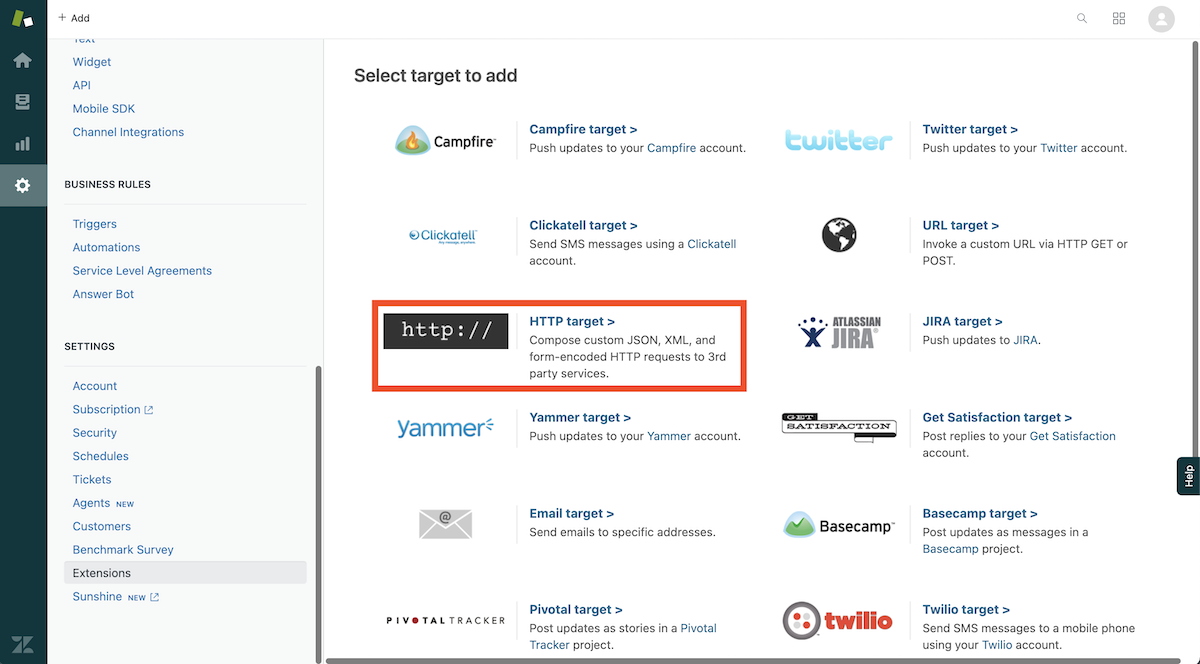 Add
Text
Widget
API
Mobile SDK
Channel Integrations
BUSINESS RULES
Triggers
Automations
Service Level Agreements
Answer Bot
SETTINGS
Account
Subscription
Security
Schedules
Tickets
Agents NEW
Customers
Benchmark Survey
Extensions
Sunshine NEW
Select target to add
Campfire
Campfire target >
Push updates to your Campfire account.
twitter
Twitter target >
Push updates to your Twitter account.
Clickatell
Any message, anywhere
Clickatell target >
Send SMS messages using a Clickatell
account.
URL target >
Invoke a custom URL via HTTP GET or
POST.
http://
HTTP target >
Compose custom JSON, XML, and
form-encoded HTTP requests to 3rd
party services.
ATLASSIAN
JIRA
JIRA target >
Push updates to JIRA.
yammer
Yammer target >
Push updates to your Yammer account.
GET
SATISFACTION
Get Satisfaction target >
Post replies to your Get Satisfaction
account.
@
Email target >
Send emails to specific addresses.
Basecamp
Basecamp target >
Post updates as messages in a
Basecamp project.
PIVOTAL TRACKER
Pivotal target >
Post updates as stories in a Pivotal
Tracker project.
twilio
Twilio target >
Send SMS messages to a mobile phone
using your Twilio account.
Help